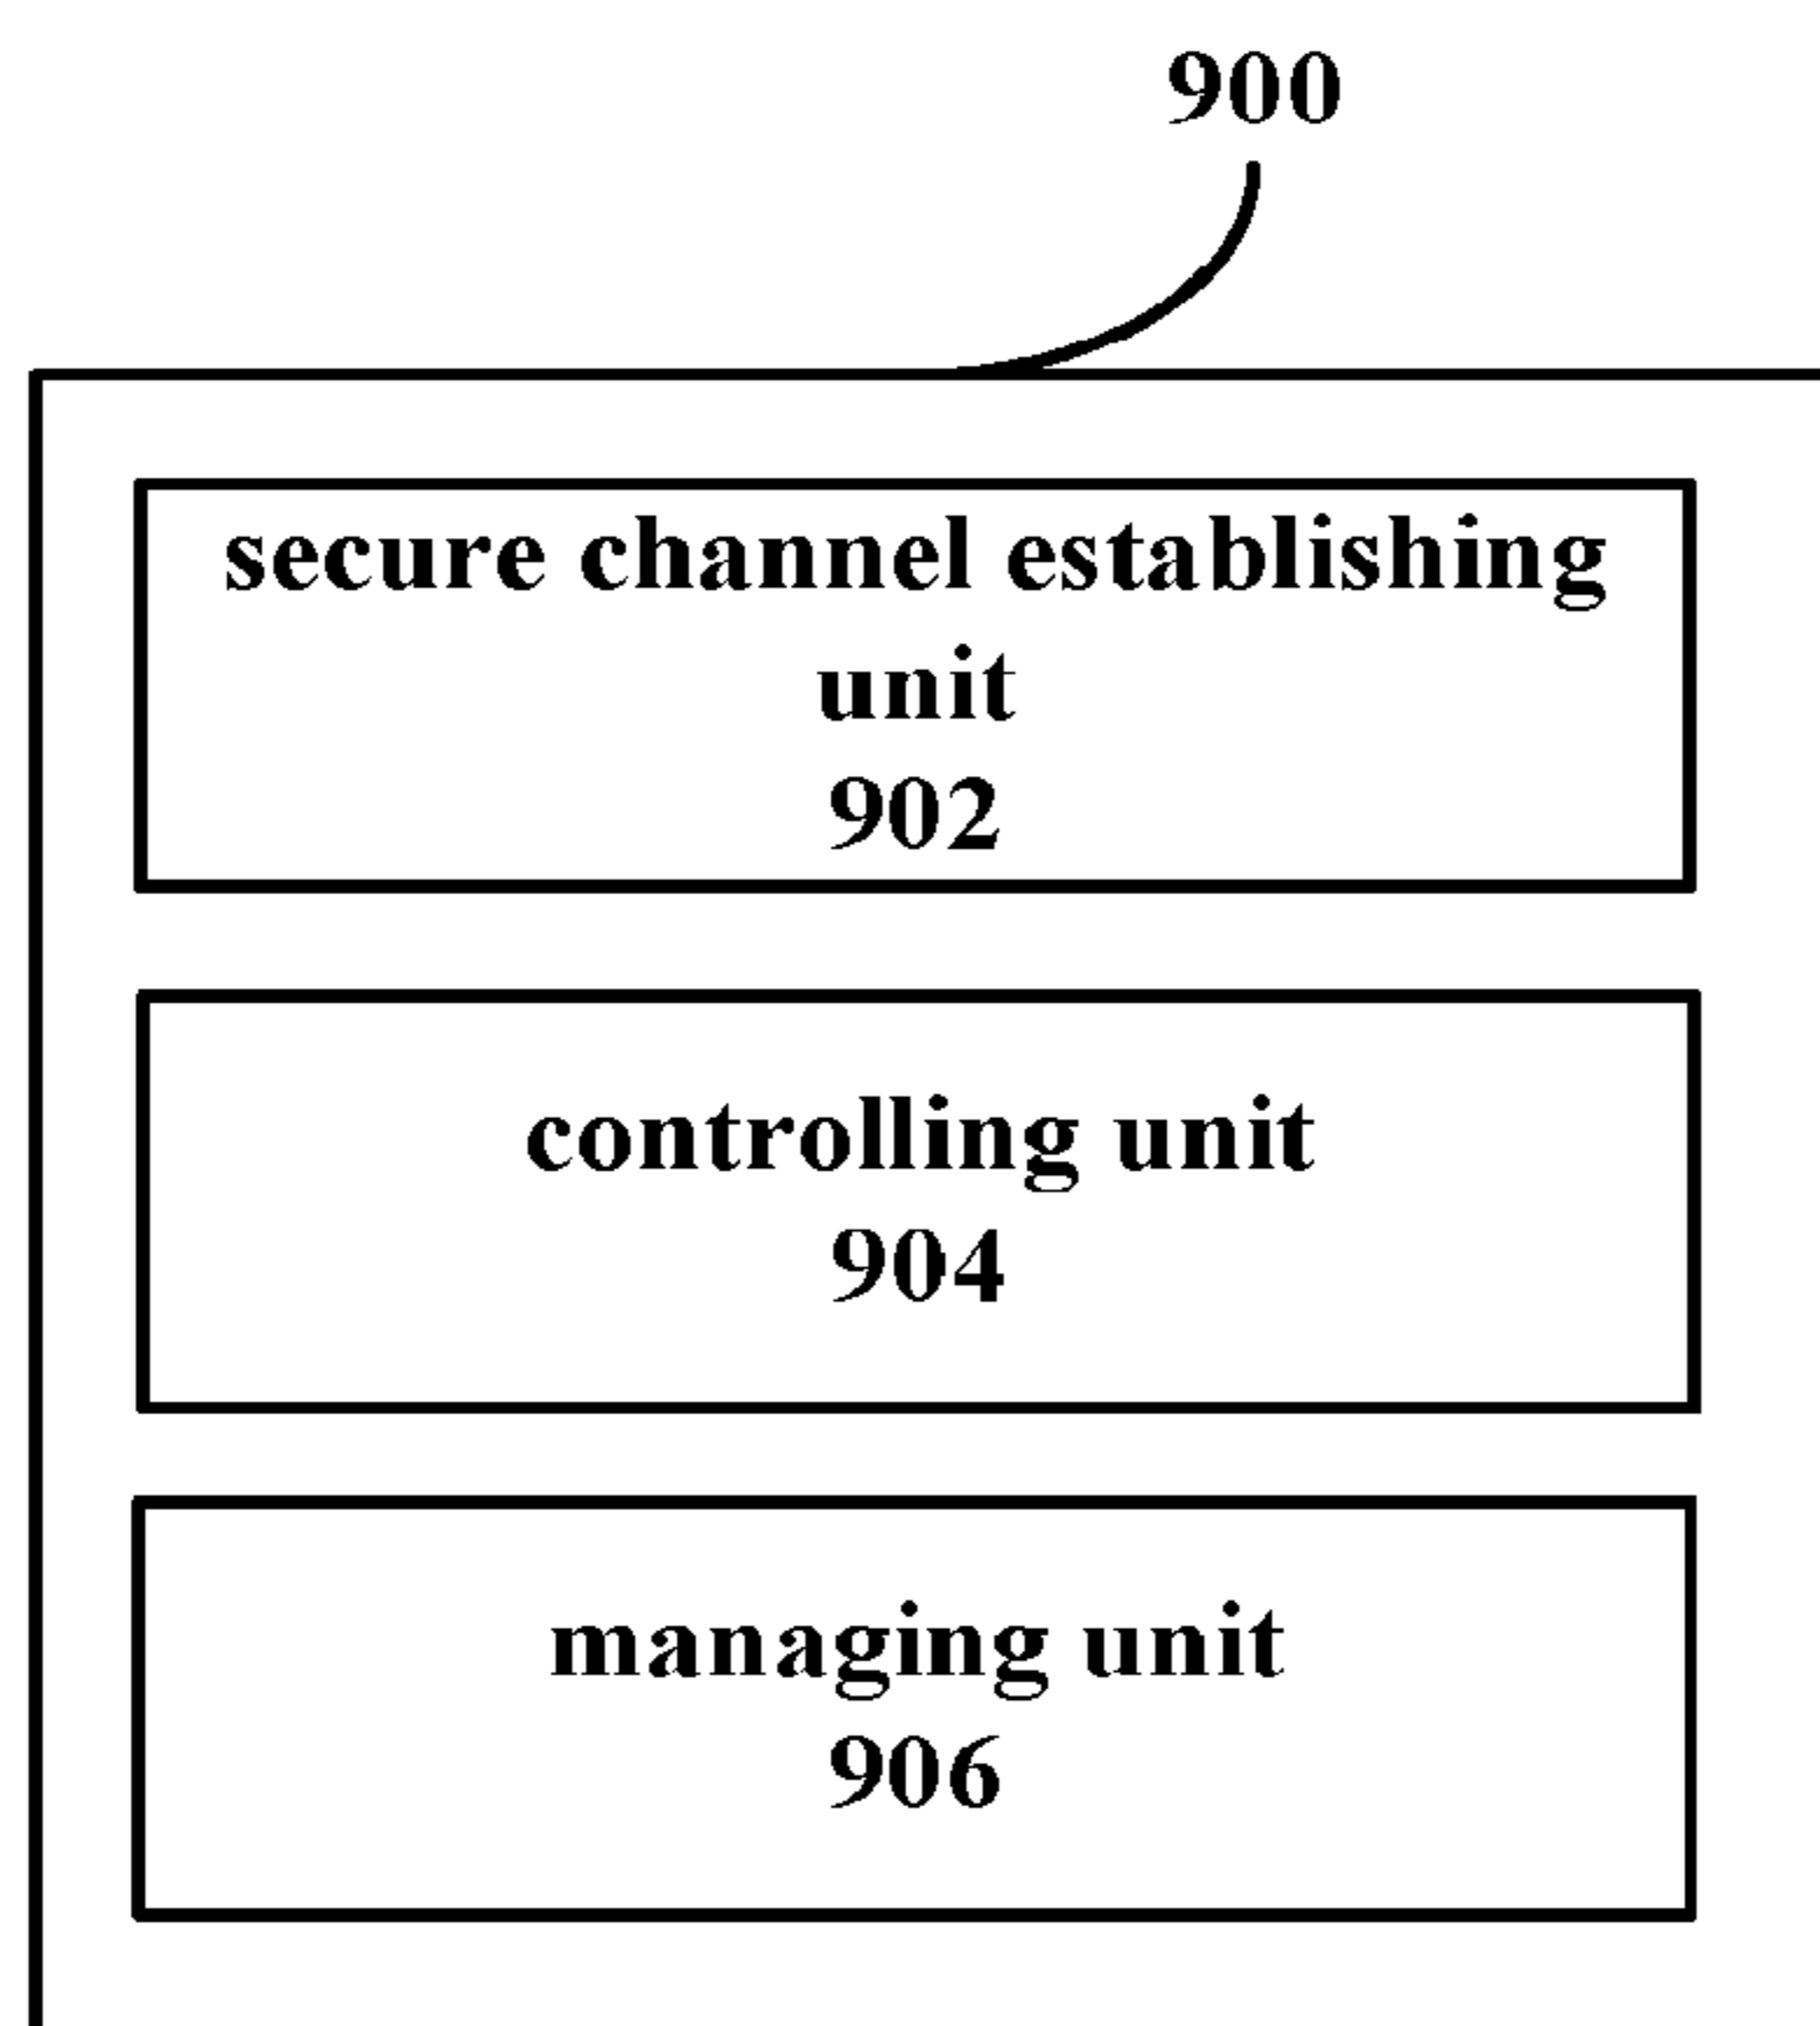 900
secure channel establishing
unit
902
controlling unit
904
managing unit
906